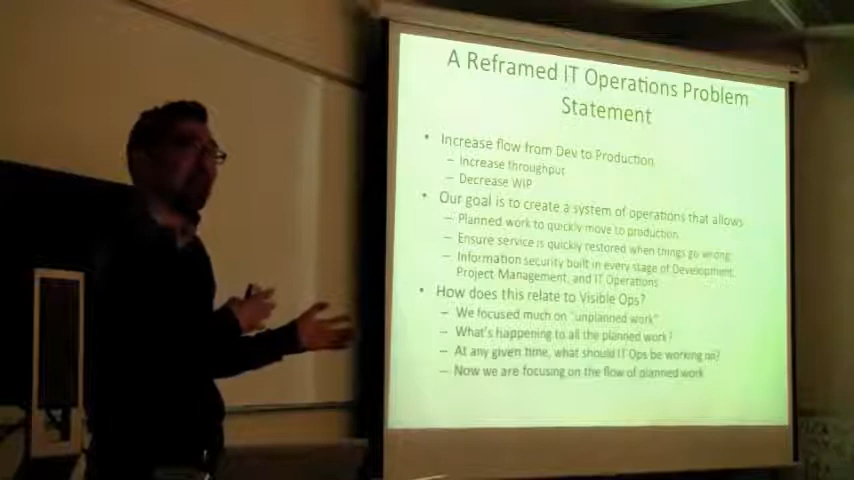 A Reframed IT Operations Problem
Statement
• Increase flow from Dev to Production
– Increase throughput
– Decrease WIP
• Our goal is to create a system of operations that allows
– Planned work to quickly move to production
– Ensure service is quickly restored when things go wrong
– Information security built in every stage of Development,
Project Management, and IT Operations
• How does this relate to Visible Ops?
– We focused much on "unplanned work"
– What's happening to all the planned work?
– At any given time, what should IT Ops be working on?
– Now we are focusing on the flow of planned work